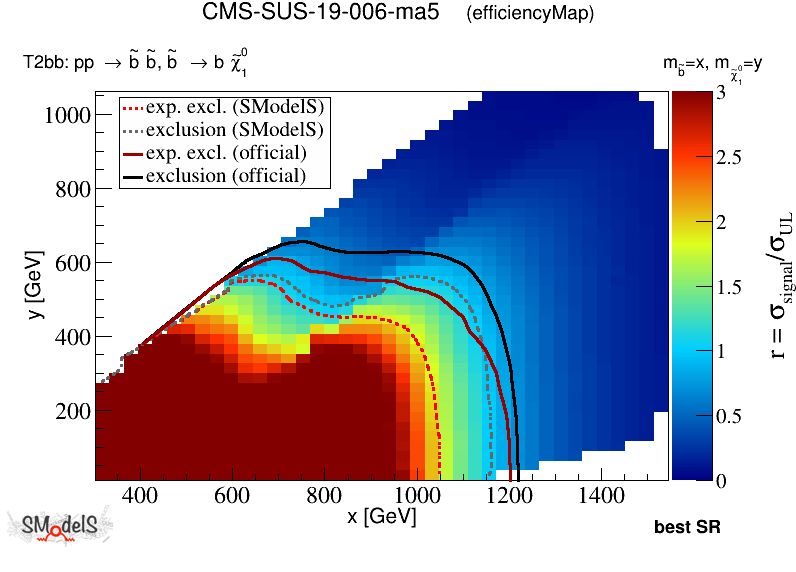 CMS-SUS-19-006-ma5 (efficiencyMap)
T2bb: pp → b̃ b̃, b̃ → b χ̃⁰₁
m_b̃=x, m_χ̃⁰₁=y
exp. excl. (SModelS)
exclusion (SModelS)
exp. excl. (official)
exclusion (official)
1000
800
600
400
200
y [GeV]
400 600 800 1000 1200 1400
x [GeV]
3
2.5
2
1.5
1
0.5
0
r = σ_signal/σ_UL
SModelS
best SR